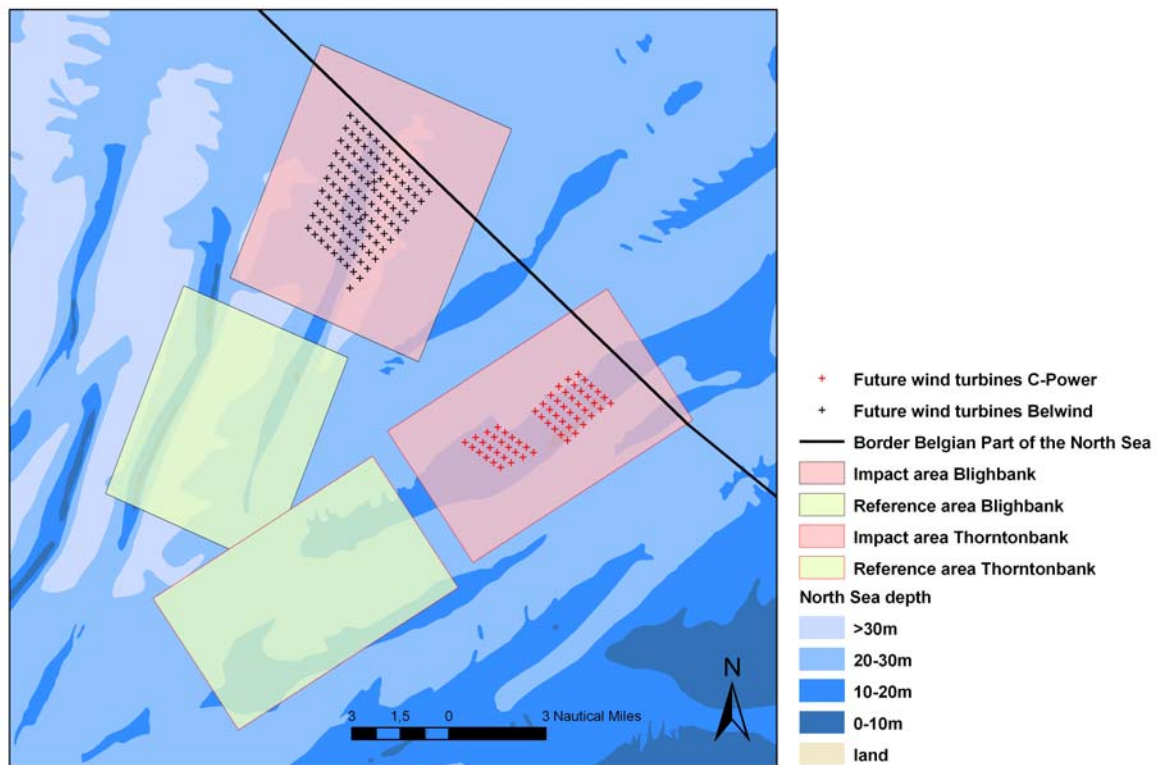 Future wind turbines C-Power
Future wind turbines Belwind
Border Belgian Part of the North Sea
Impact area Blighbank
Reference area Blighbank
Impact area Thorntonbank
Reference area Thorntonbank
North Sea depth
>30m
20-30m
10-20m
0-10m
land
N
3 1,5 0 3 Nautical Miles